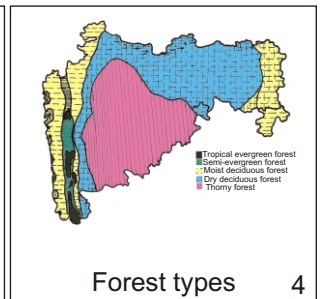 Tropical evergreen forest
Semi-evergreen forest
Moist deciduous forest
Dry deciduous forest
Thorny forest
Forest types 4